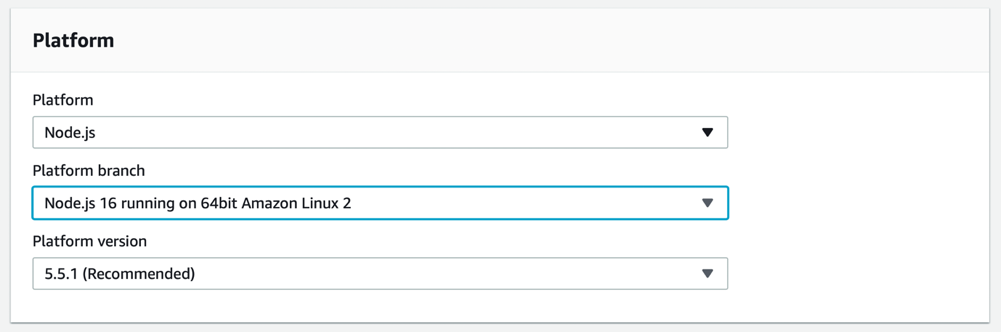 Platform
Platform
Node.js
Platform branch
Node.js 16 running on 64bit Amazon Linux 2
Platform version
5.5.1 (Recommended)